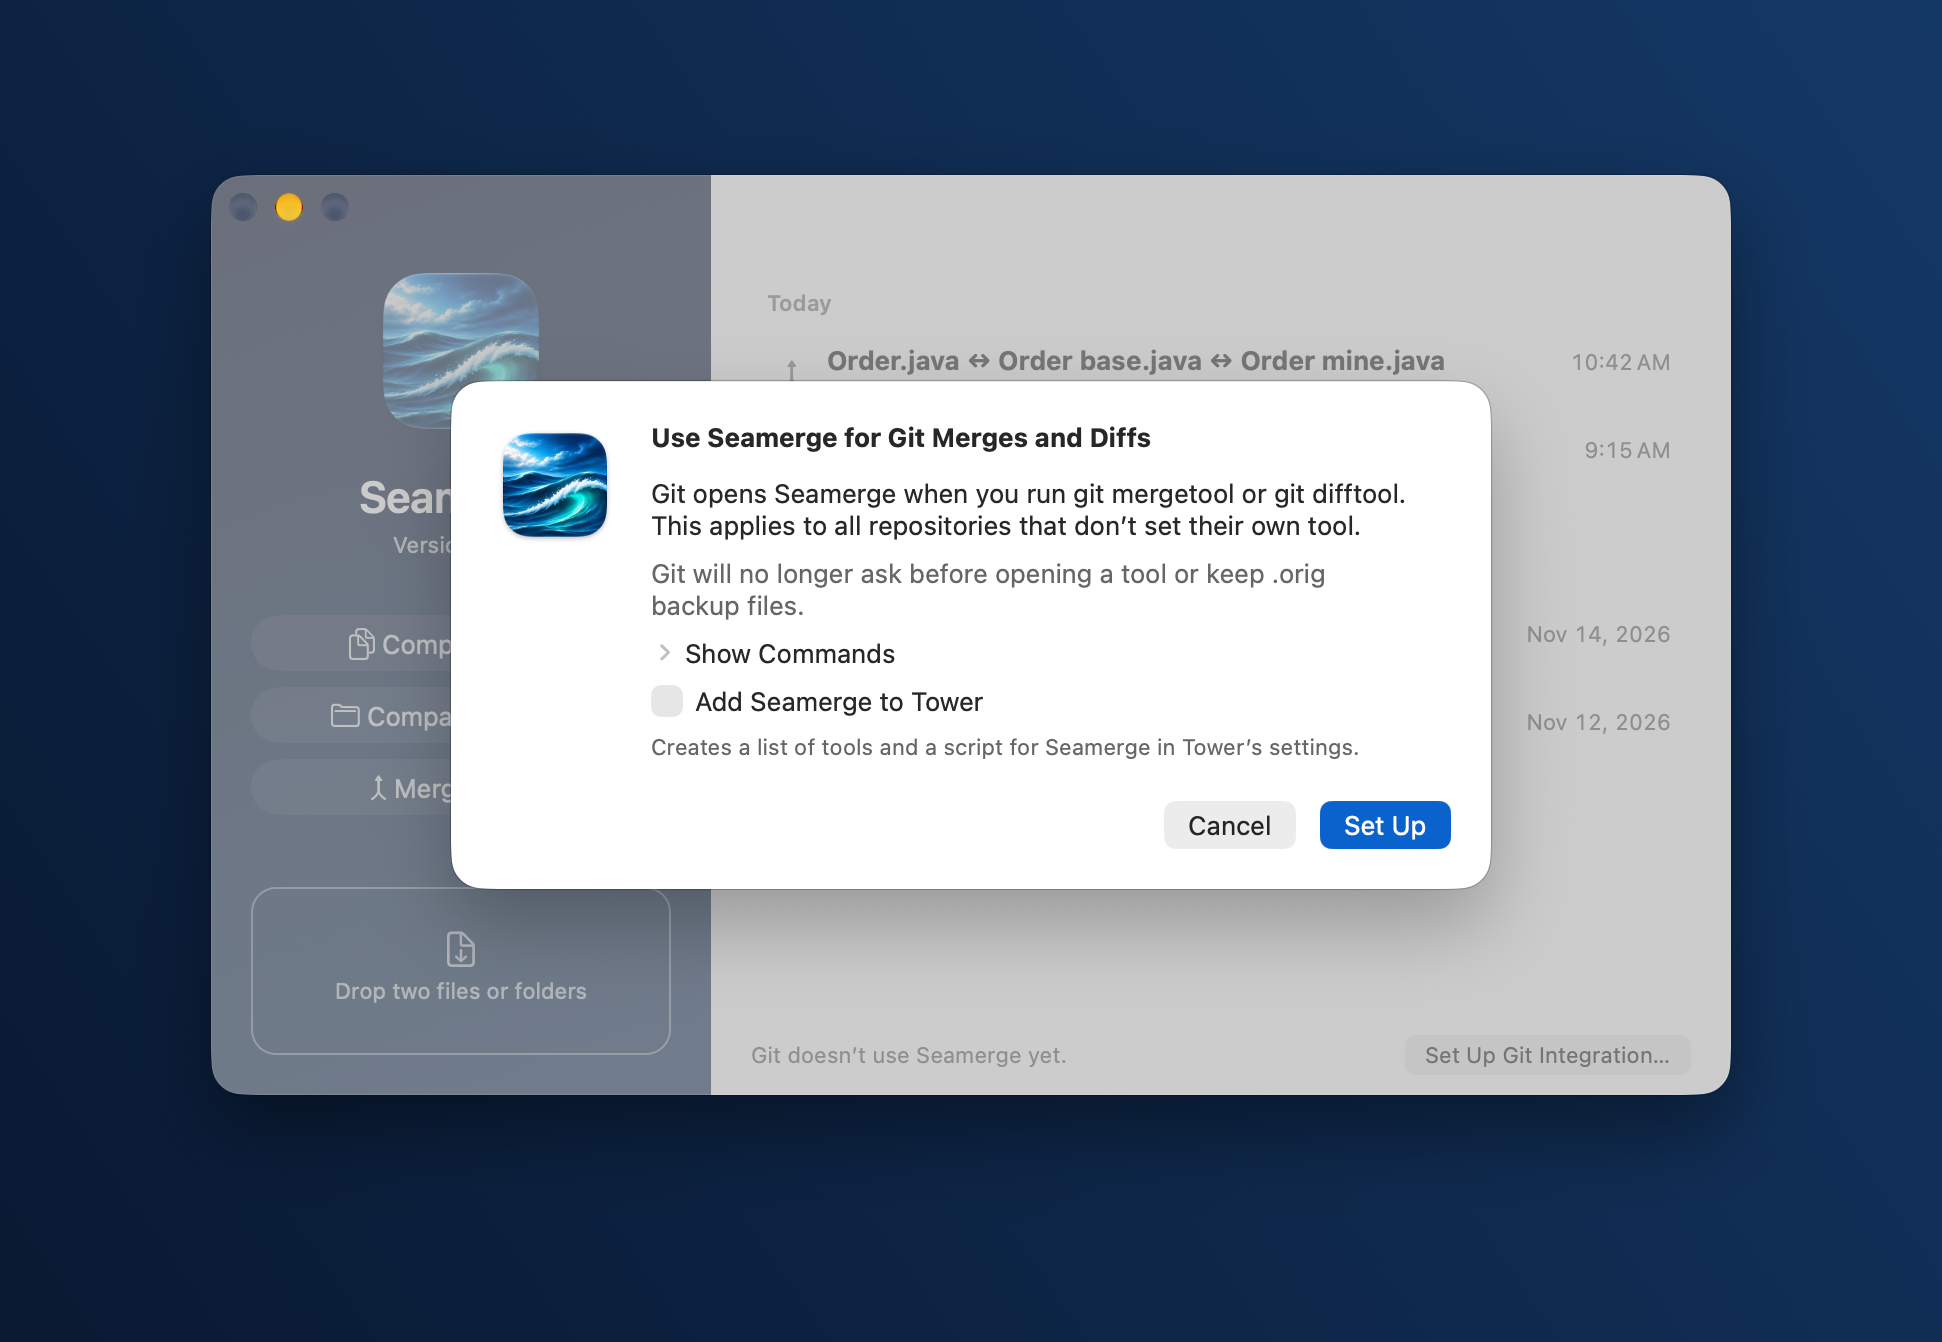 Today
Order.java ↔ Order base.java ↔ Order mine.java
10:42 AM
9:15 AM
Use Seamerge for Git Merges and Diffs
Git opens Seamerge when you run git mergetool or git difftool.
This applies to all repositories that don’t set their own tool.
Git will no longer ask before opening a tool or keep .orig
backup files.
Show Commands
Add Seamerge to Tower
Creates a list of tools and a script for Seamerge in Tower’s settings.
Cancel
Set Up
Nov 14, 2026
Nov 12, 2026
Drop two files or folders
Git doesn’t use Seamerge yet.
Set Up Git Integration...